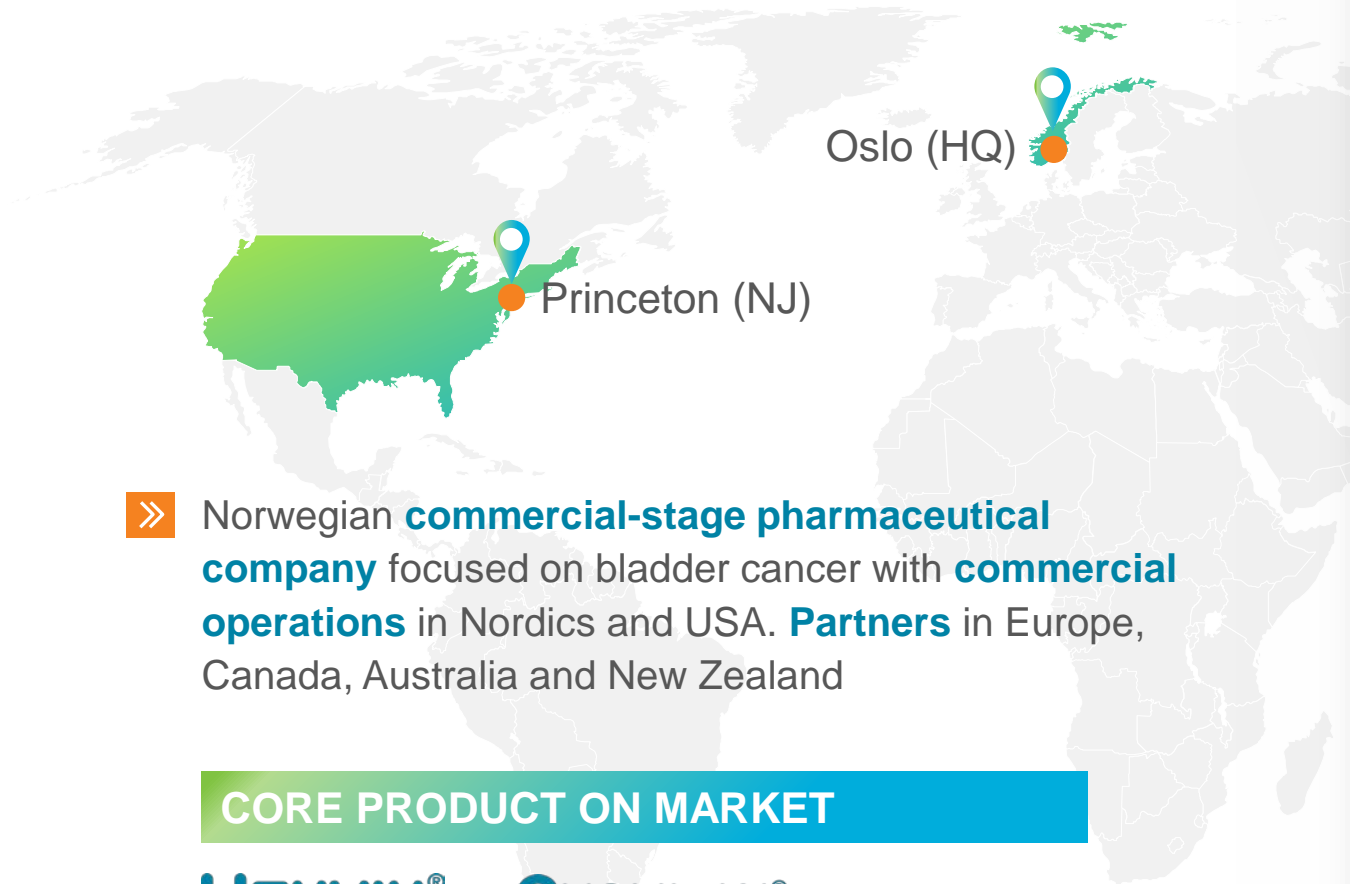 Oslo (HQ)
Princeton (NJ)
Norwegian commercial-stage pharmaceutical
company focused on bladder cancer with commercial
operations in Nordics and USA. Partners in Europe,
Canada, Australia and New Zealand
CORE PRODUCT ON MARKET